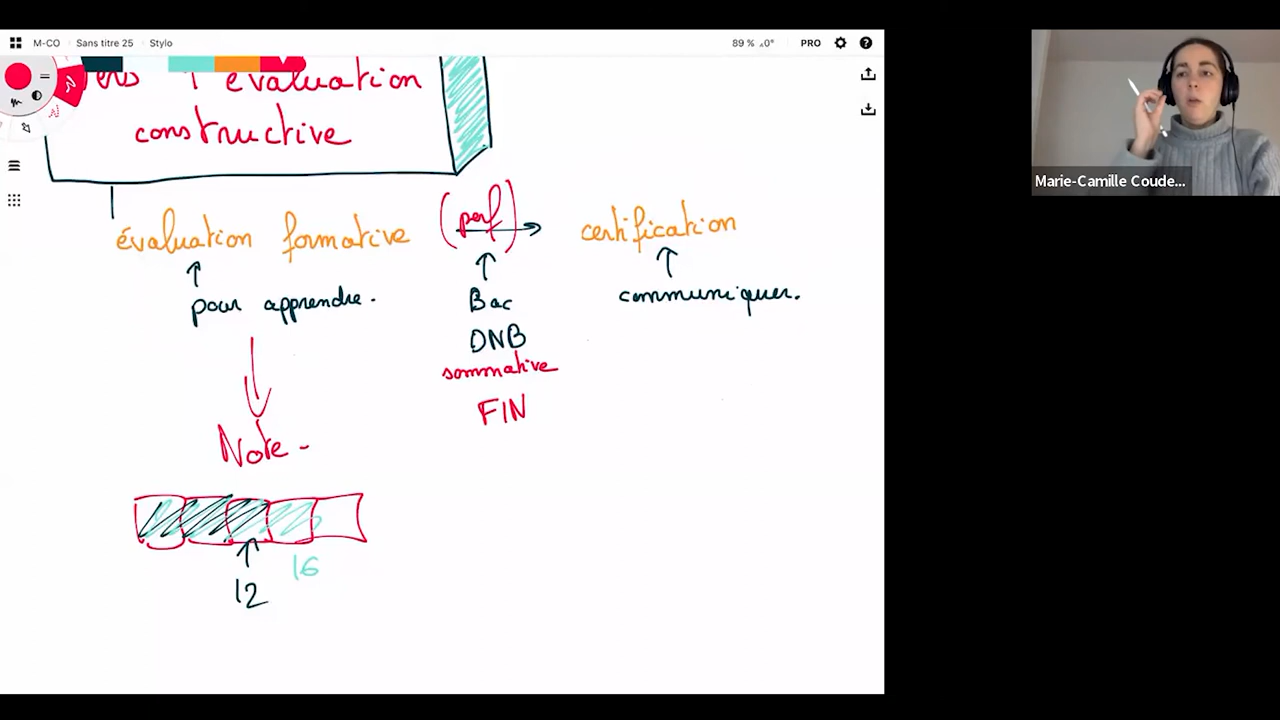 M-CO Sans titre 25 Stylo 89 % 0° PRO
évaluation
constructive
évaluation formative (perf) certification
pour apprendre. Bac communiquer.
DNB
sommative
FIN
Note -
16
12
Marie-Camille Coude...